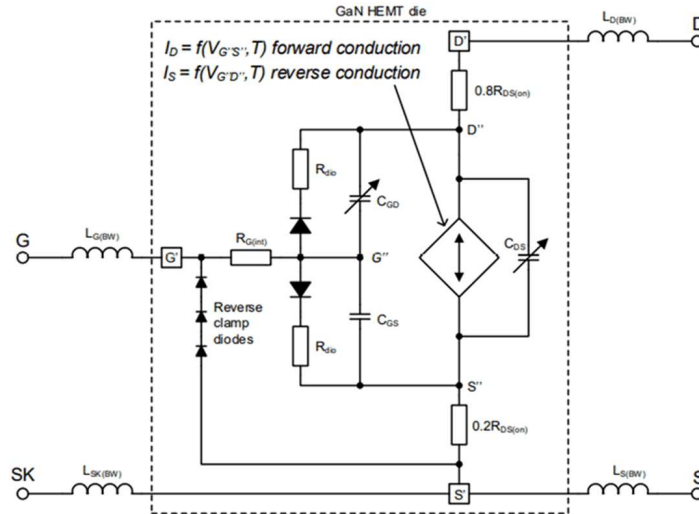 GaN HEMT die
L_D(BW)
D
D'
I_D = f(V_G''S'',T) forward conduction
I_S = f(V_G'D'',T) reverse conduction
0.8R_DS(on)
D''
R_dio
C_GD
G
L_G(BW)
G'
R_G(int)
G''
C_DS
Reverse
clamp
diodes
C_GS
R_dio
S''
0.2R_DS(on)
SK
L_SK(BW)
S'
L_S(BW)
S